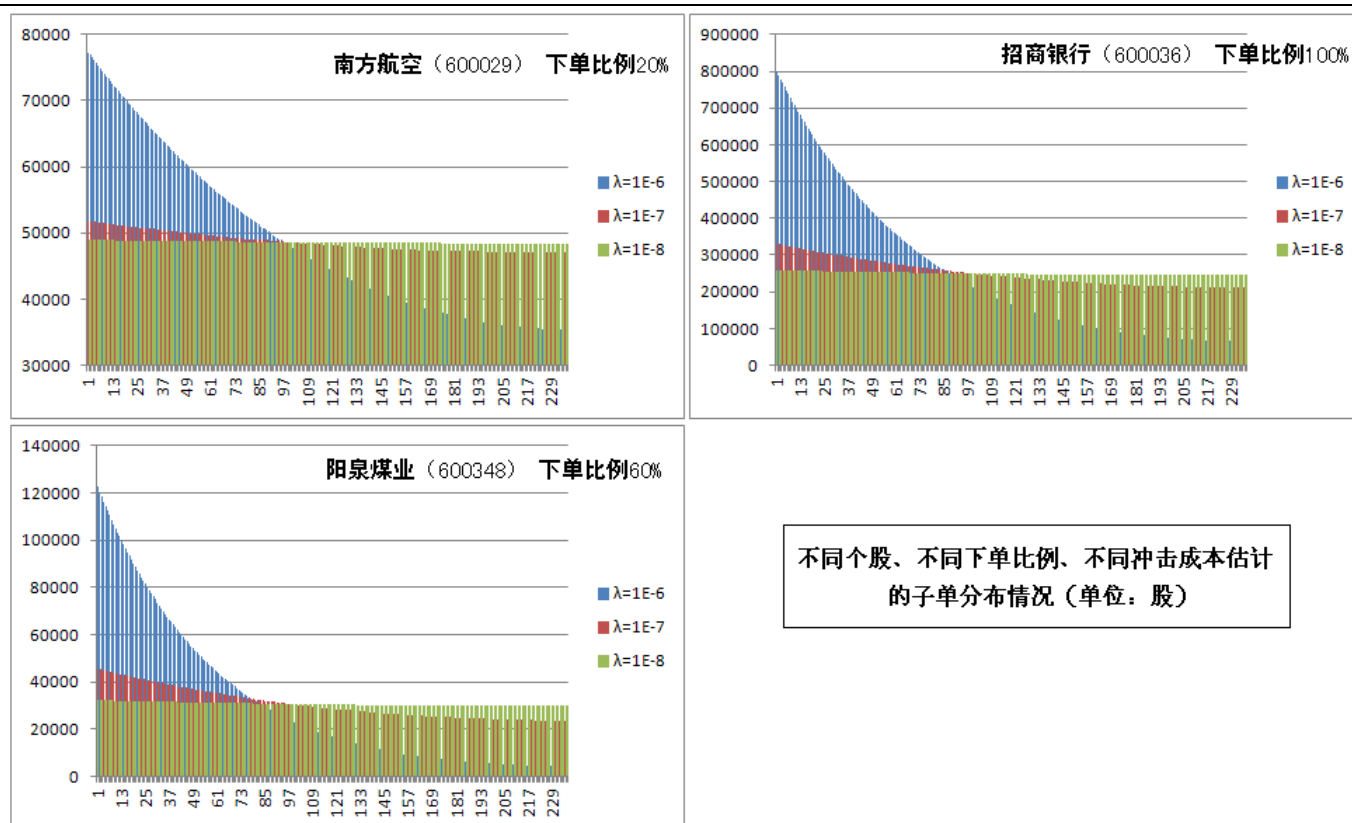 南方航空（600029） 下单比例20%
80000
70000
60000
50000
40000
30000
λ=1E-6
λ=1E-7
λ=1E-8
1 13 25 37 49 61 73 85 97 109 121 133 145 157 169 181 193 205 217 229
招商银行（600036） 下单比例100%
900000
800000
700000
600000
500000
400000
300000
200000
100000
0
λ=1E-6
λ=1E-7
λ=1E-8
1 13 25 37 49 61 73 85 97 109 121 133 145 157 169 181 193 205 217 229
阳泉煤业（600348） 下单比例60%
140000
120000
100000
80000
60000
40000
20000
0
λ=1E-6
λ=1E-7
λ=1E-8
1 13 25 37 49 61 73 85 97 109 121 133 145 157 169 181 193 205 217 229
不同个股、不同下单比例、不同冲击成本估计
的子单分布情况（单位：股）